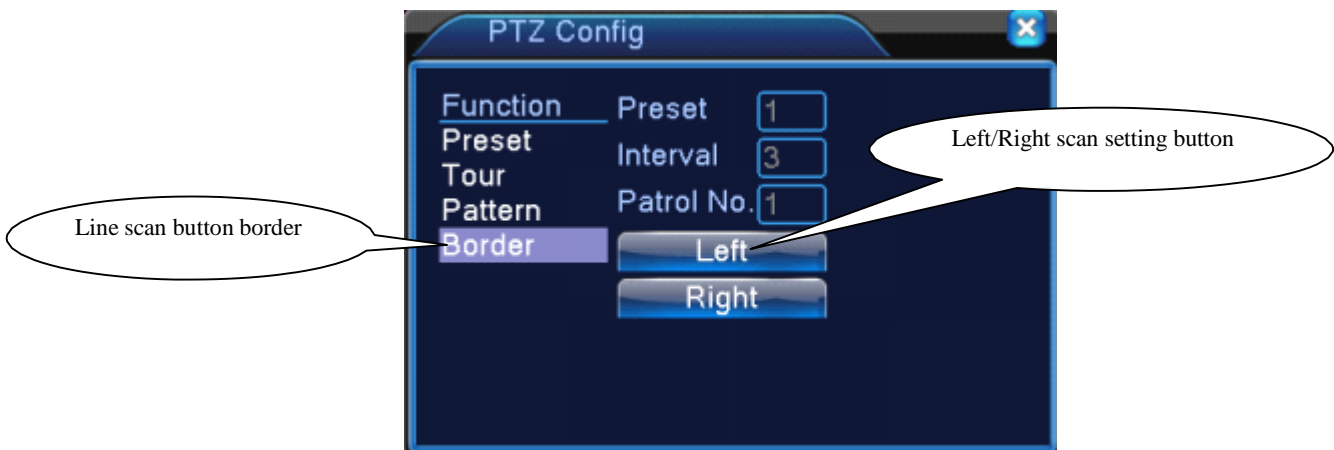 PTZ Config
Function
Preset 1
Preset
Interval 3
Tour
Patrol No. 1
Pattern
Border
Left
Right
Left/Right scan setting button
Line scan button border